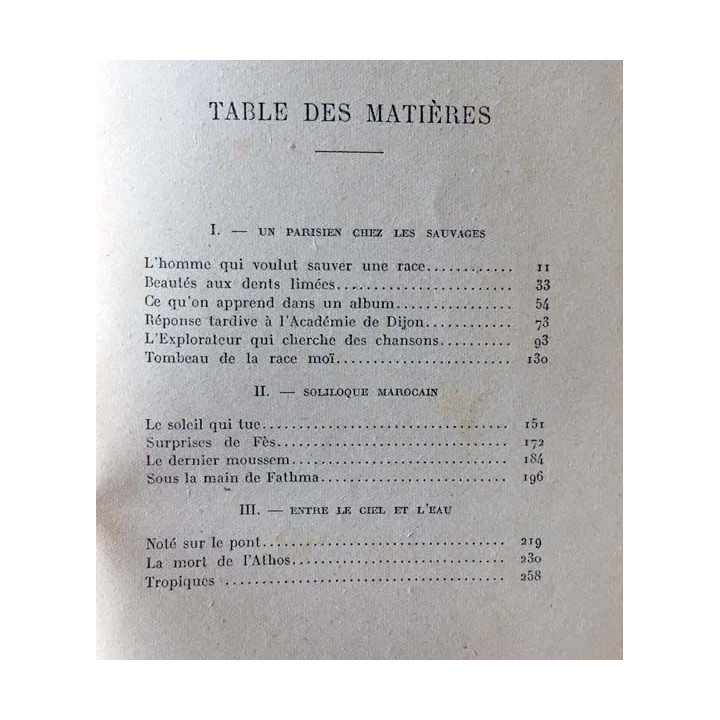 TABLE DES MATIÈRES
I. — UN PARISIEN CHEZ LES SAUVAGES
L'homme qui voulut sauver une race............. 11
Beautés aux dents limées.......................... 33
Ce qu'on apprend dans un album................. 54
Réponse tardive à l'Académie de Dijon............. 73
L'Explorateur qui cherche des chansons........... 93
Tombeau de la race moï.......................... 130
II. — SOLILOQUE MAROCAIN
Le soleil qui tue.................................. 151
Surprises de Fès................................. 172
Le dernier moussem.............................. 184
Sous la main de Fathma........................... 196
III. — ENTRE LE CIEL ET L'EAU
Noté sur le pont.................................. 219
La mort de l'Athos............................... 230
Tropiques ....................................... 258